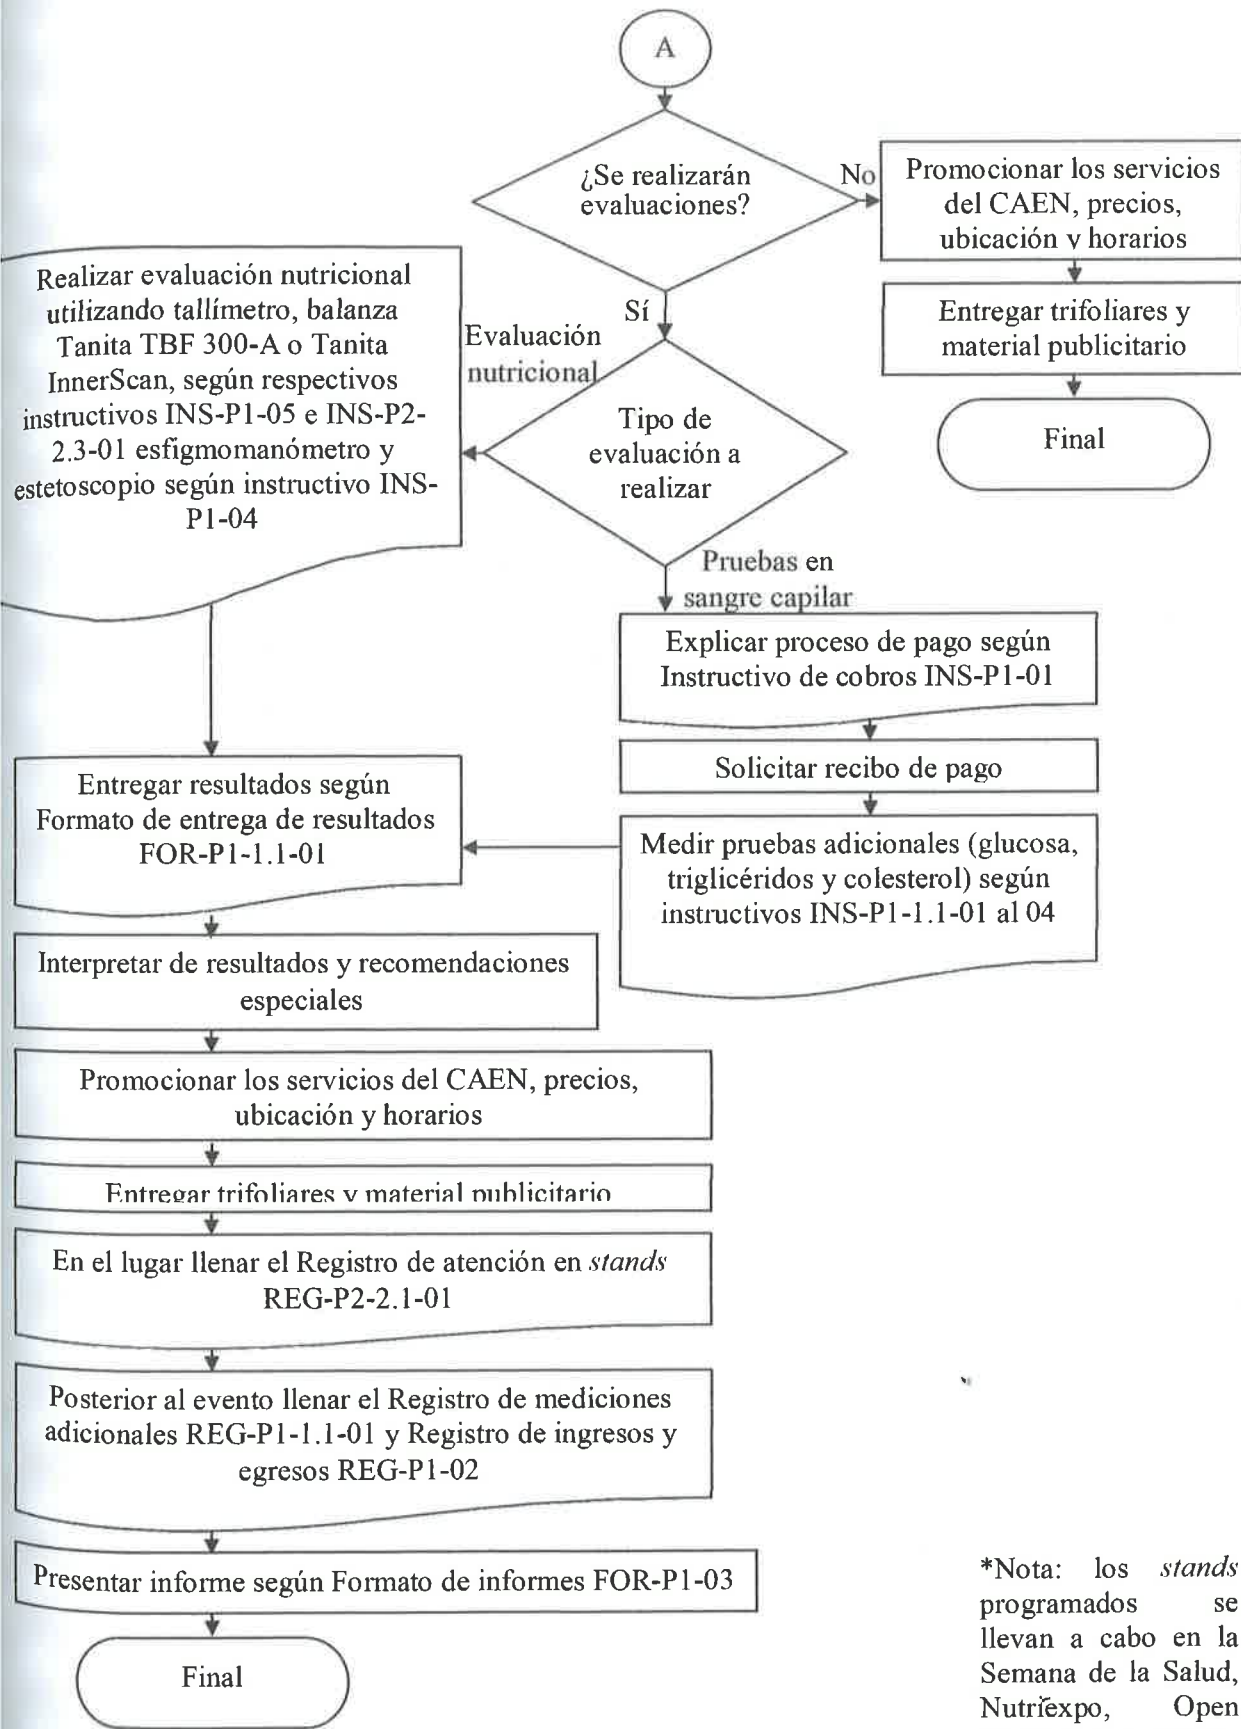 A
¿Se realizarán
evaluaciones?
No
Promocionar los servicios
del CAEN, precios,
ubicación y horarios
Entregar trifoliares y
material publicitario
Final
Sí
Tipo de
evaluación a
realizar
Evaluación
nutricional
Realizar evaluación nutricional
utilizando tallímetro, balanza
Tanita TBF 300-A o Tanita
InnerScan, según respectivos
instructivos INS-P1-05 e INS-P2-
2.3-01 esfigmomanómetro y
estetoscopio según instructivo INS-
P1-04
Pruebas en
sangre capilar
Explicar proceso de pago según
Instructivo de cobros INS-P1-01
Solicitar recibo de pago
Medir pruebas adicionales (glucosa,
triglicéridos y colesterol) según
instructivos INS-P1-1.1-01 al 04
Entregar resultados según
Formato de entrega de resultados
FOR-P1-1.1-01
Interpretar de resultados y recomendaciones
especiales
Promocionar los servicios del CAEN, precios,
ubicación y horarios
Entregar trifoliares y material publicitario
En el lugar llenar el Registro de atención en stands
REG-P2-2.1-01
Posterior al evento llenar el Registro de mediciones
adicionales REG-P1-1.1-01 y Registro de ingresos y
egresos REG-P1-02
Presentar informe según Formato de informes FOR-P1-03
Final
*Nota: los stands
programados se
llevan a cabo en la
Semana de la Salud,
Nutriexpo, Open